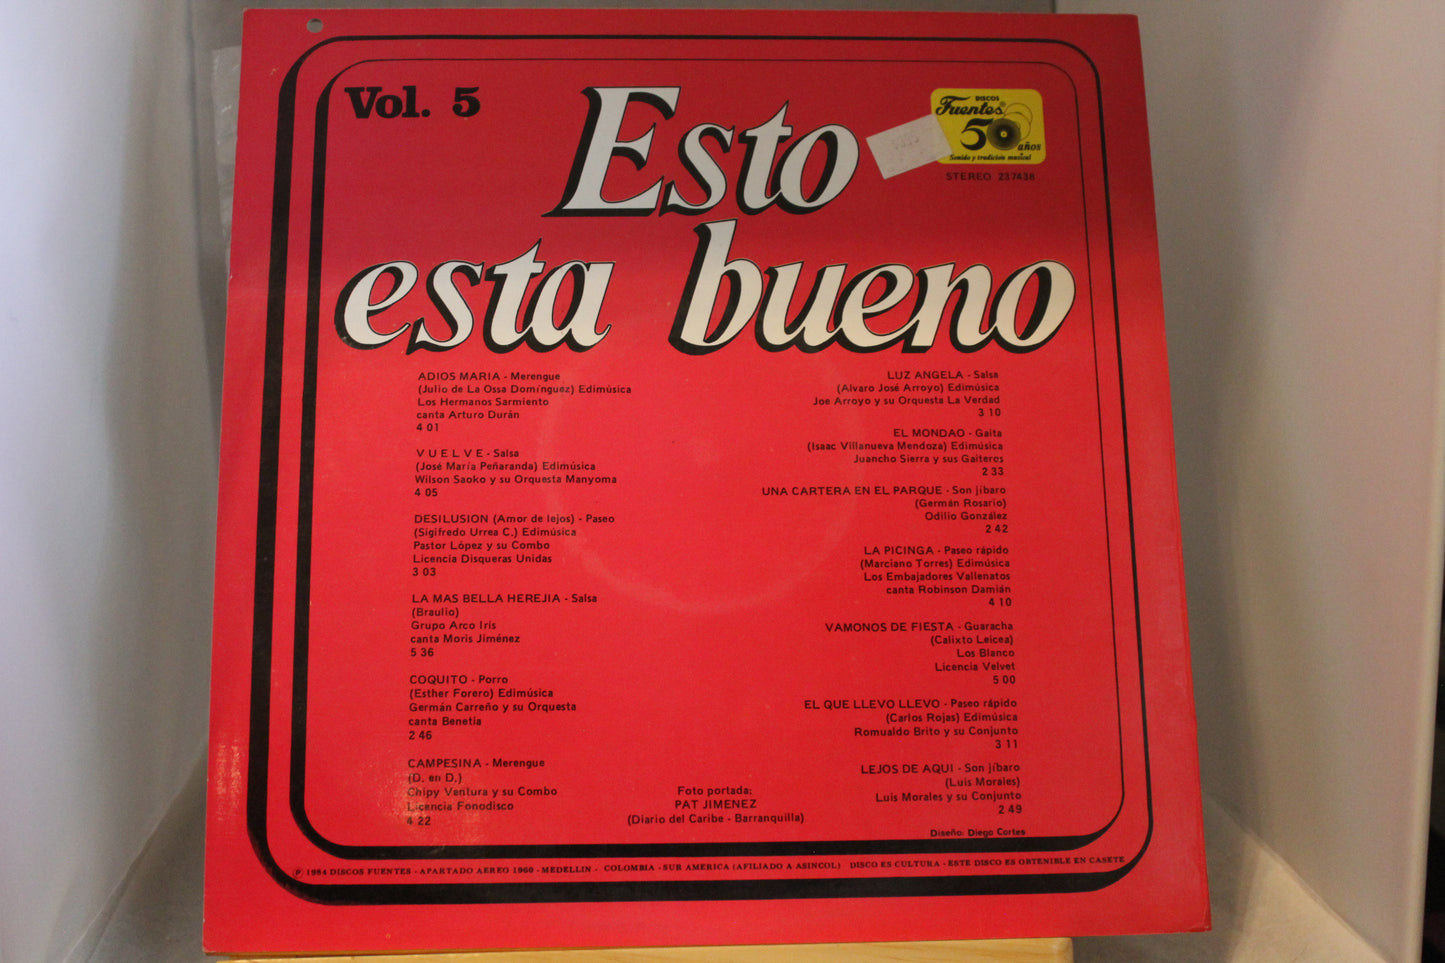 Vol. 5
Esto
esta bueno
DISCOS
Fuentes
50 años
Sonido y tradición musical
STEREO 237438
ADIOS MARIA - Merengue
(Julio de La Ossa Domínguez) Edimúsica
Los Hermanos Sarmiento
canta Arturo Durán
4 01
V U E L V E - Salsa
(José María Peñaranda) Edimúsica
Wilson Saoko y su Orquesta Manyoma
4 05
DESILUSION (Amor de lejos) - Paseo
(Sigifredo Urrea C.) Edimúsica
Pastor López y su Combo
Licencia Disqueras Unidas
3 03
LA MAS BELLA HEREJIA - Salsa
(Braulio)
Grupo Arco Iris
canta Moris Jiménez
5 36
COQUITO - Porro
(Esther Forero) Edimúsica
Germán Carreño y su Orquesta
canta Benetia
2 46
CAMPESINA - Merengue
(D. en D.)
Chipy Ventura y su Combo
Licencia Fonodisco
4 22
LUZ ANGELA - Salsa
(Alvaro José Arroyo) Edimúsica
Joe Arroyo y su Orquesta La Verdad
3 10
EL MONDAO - Gaita
(Isaac Villanueva Mendoza) Edimúsica
Juancho Sierra y sus Gaiteros
2 33
UNA CARTERA EN EL PARQUE - Son jíbaro
(Germán Rosario)
Odilio González
2 42
LA PICINGA - Paseo rápido
(Marciano Torres) Edimúsica
Los Embajadores Vallenatos
canta Robinson Damián
4 10
VAMONOS DE FIESTA - Guaracha
(Calixto Leicea)
Los Blanco
Licencia Velvet
5 00
EL QUE LLEVO LLEVO - Paseo rápido
(Carlos Rojas) Edimúsica
Romualdo Brito y su Conjunto
3 11
LEJOS DE AQUI - Son jíbaro
(Luis Morales)
Luis Morales y su Conjunto
2 49
Foto portada:
PAT JIMENEZ
(Diario del Caribe - Barranquilla)
Diseño: Diego Cortes
Ⓟ 1984 DISCOS FUENTES - APARTADO AEREO 1960 - MEDELLIN - COLOMBIA - SUR AMERICA (AFILIADO A ASINCOL) DISCO ES CULTURA - ESTE DISCO ES OBTENIBLE EN CASETE